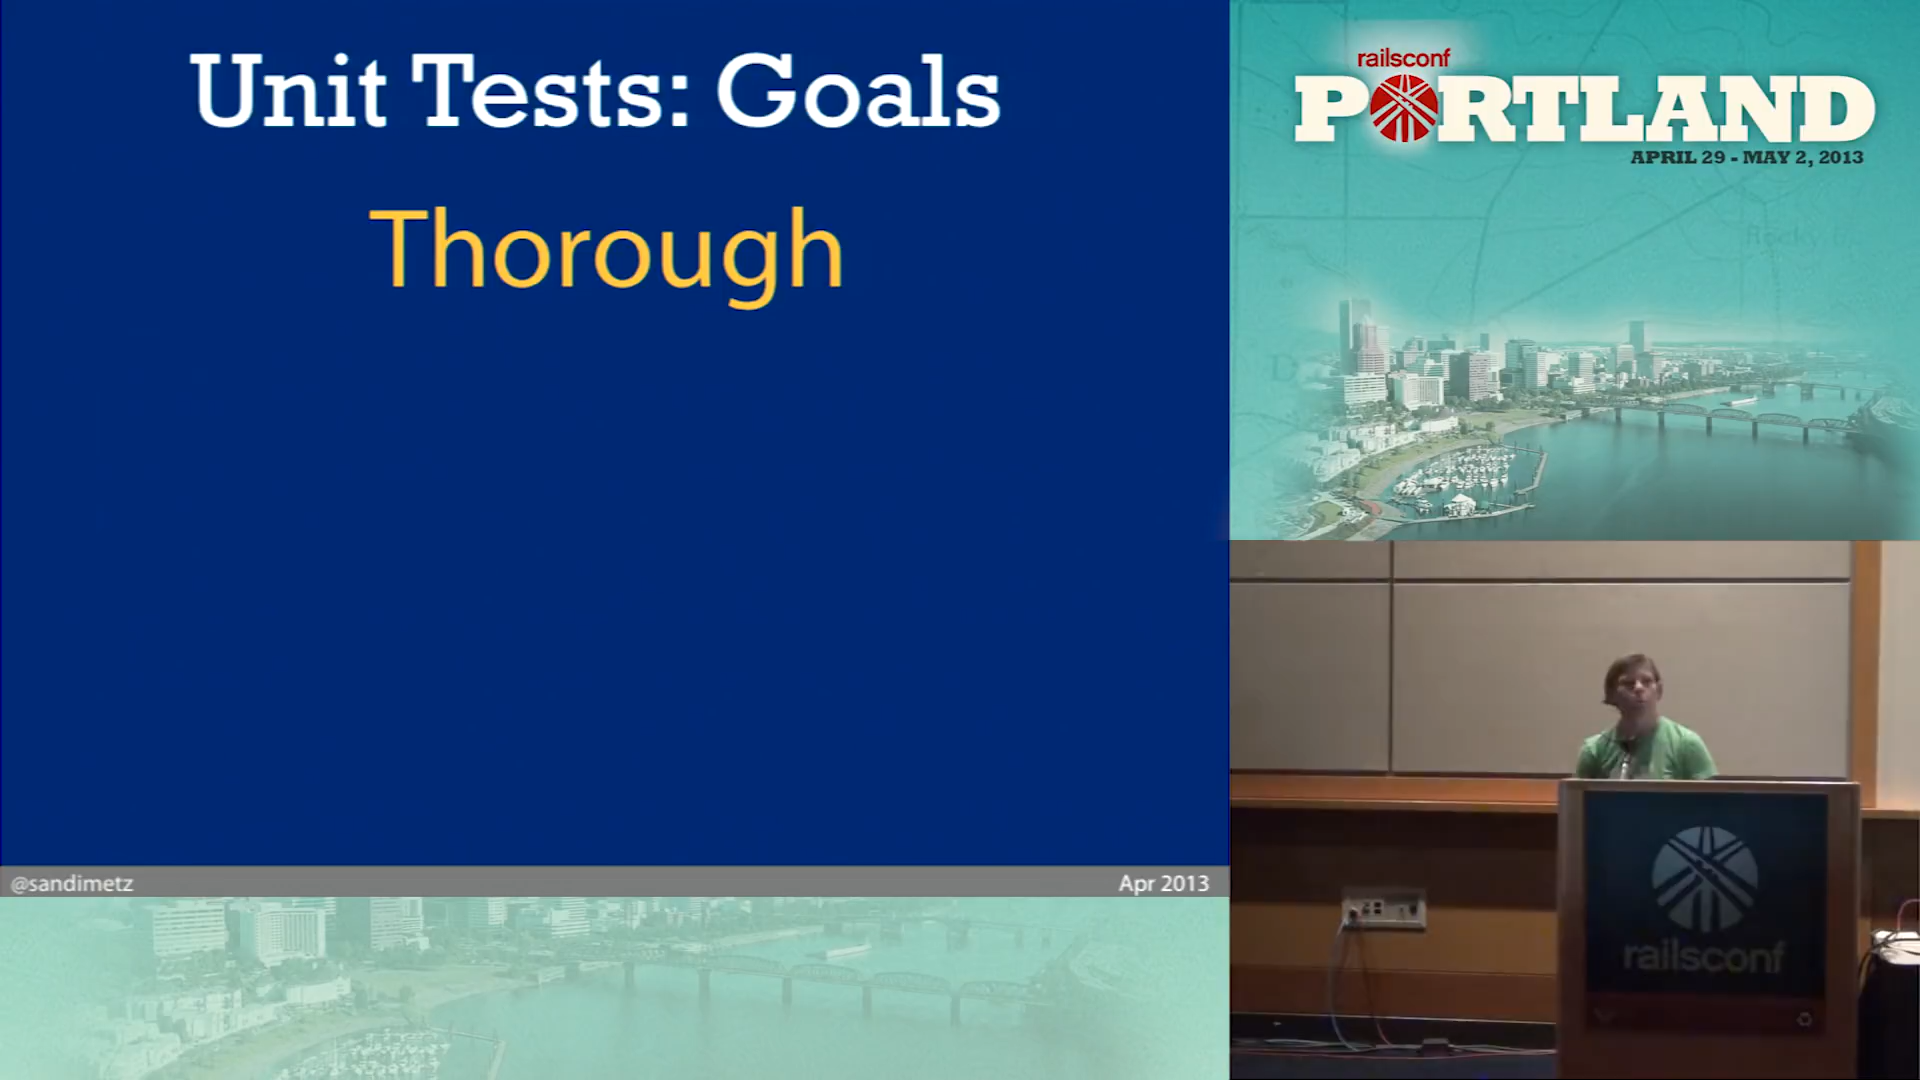 Unit Tests: Goals
Thorough
@sandimetz
Apr 2013
railsconf
PORTLAND
APRIL 29 - MAY 2, 2013
railsconf